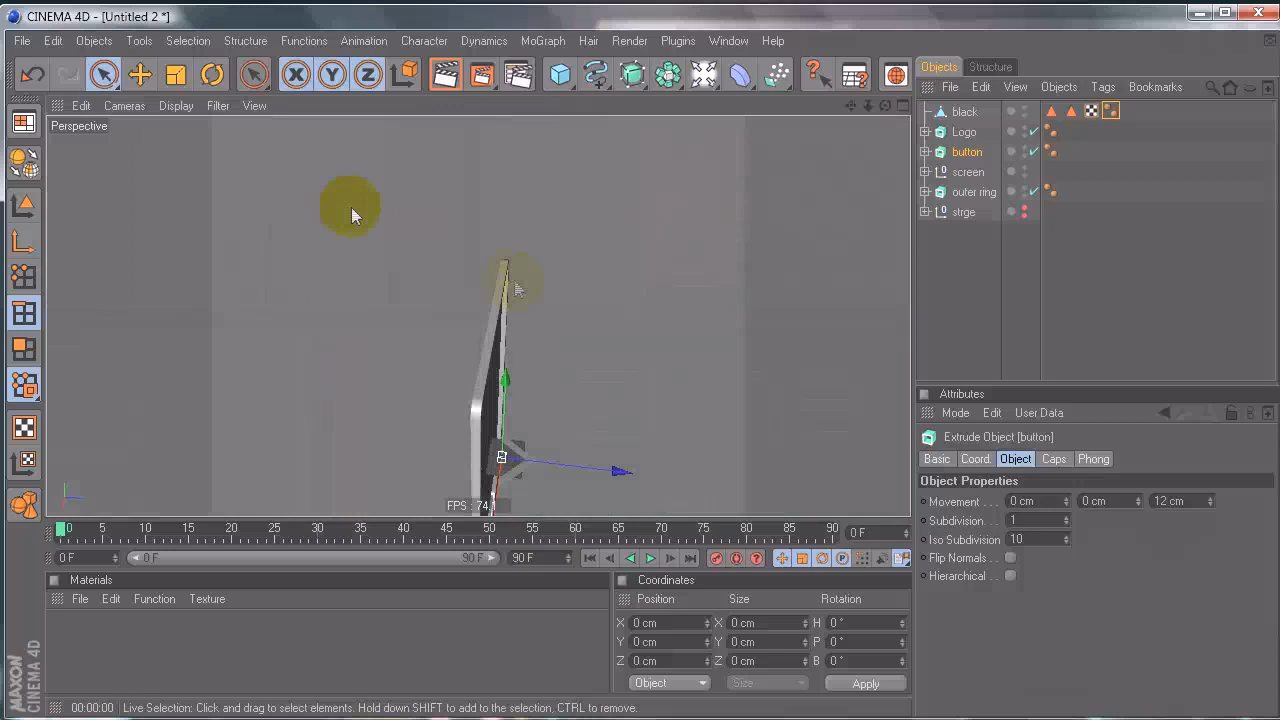 CINEMA 4D - [Untitled 2 *]
File Edit Objects Tools Selection Structure Functions Animation Character Dynamics MoGraph Hair Render Plugins Window Help
X Y Z
Objects Structure
Edit Cameras Display Filter View
File Edit View Objects Tags Bookmarks
Perspective
black
Logo
button
screen
outer ring
strge
Attributes
Mode Edit User Data
Extrude Object [button]
Basic Coord. Object Caps Phong
Object Properties
Movement . . . 0 cm 0 cm 12 cm
Subdivision. . . 1
Iso Subdivision 10
Flip Normals . .
Hierarchical . . .
FPS : 74.1
0 5 10 15 20 25 30 35 40 45 50 55 60 65 70 75 80 85 90 0 F
0 F 0 F 90 F 90 F
Materials
File Edit Function Texture
Coordinates
Position Size Rotation
X 0 cm X 0 cm H 0 °
Y 0 cm Y 0 cm P 0 °
Z 0 cm Z 0 cm B 0 °
Object Size Apply
MAXON
CINEMA 4D
00:00:00 Live Selection: Click and drag to select elements. Hold down SHIFT to add to the selection, CTRL to remove.